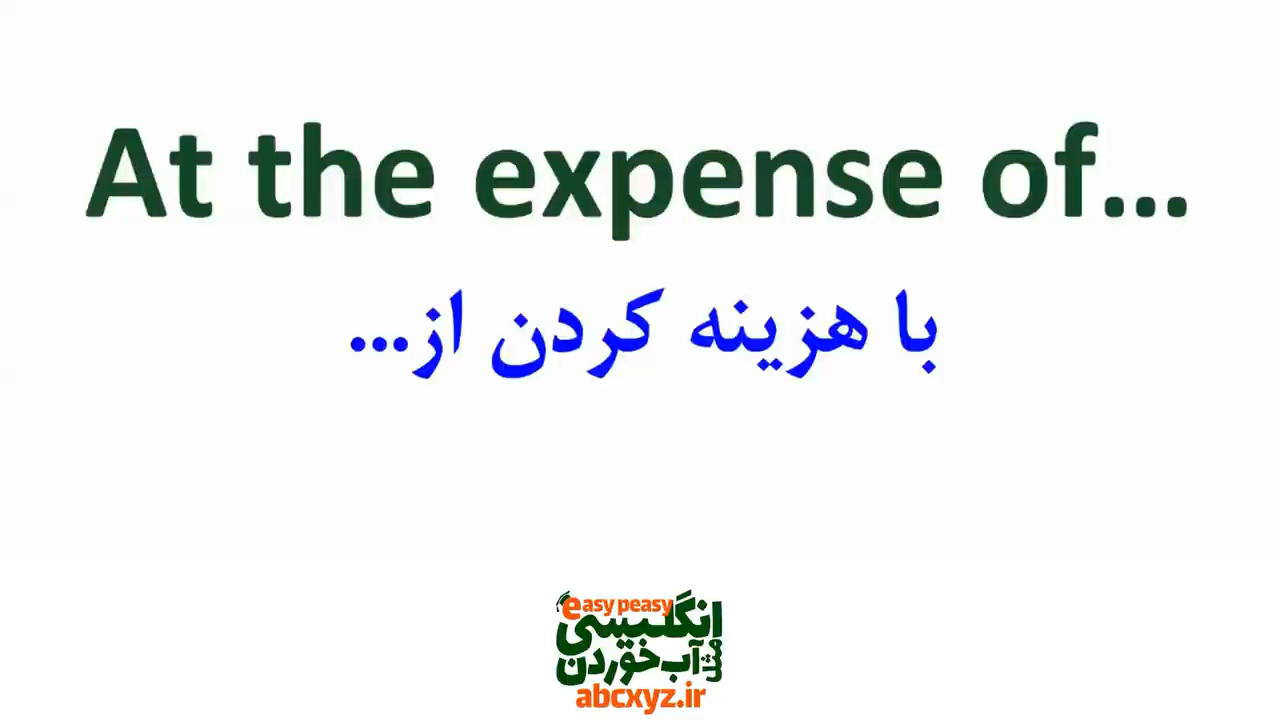 At the expense of...
با هزینه کردن از...
easy peasy
انگلیسی
مثل آب خوردن
abcxyz.ir